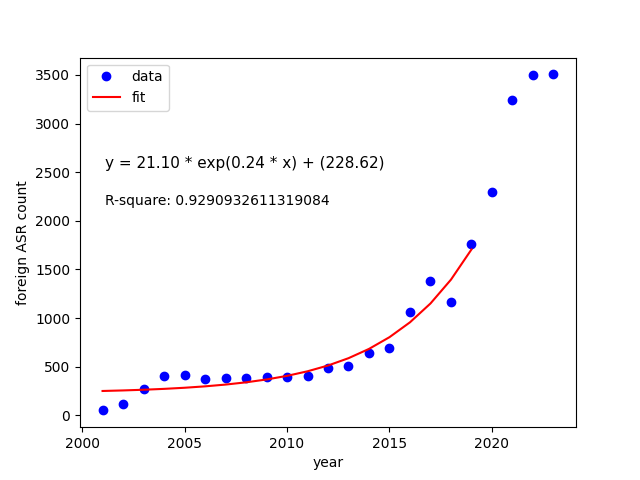 data
fit
y = 21.10 * exp(0.24 * x) + (228.62)
R-square: 0.9290932611319084
3500
3000
2500
2000
1500
1000
500
0
foreign ASR count
2000 2005 2010 2015 2020
year